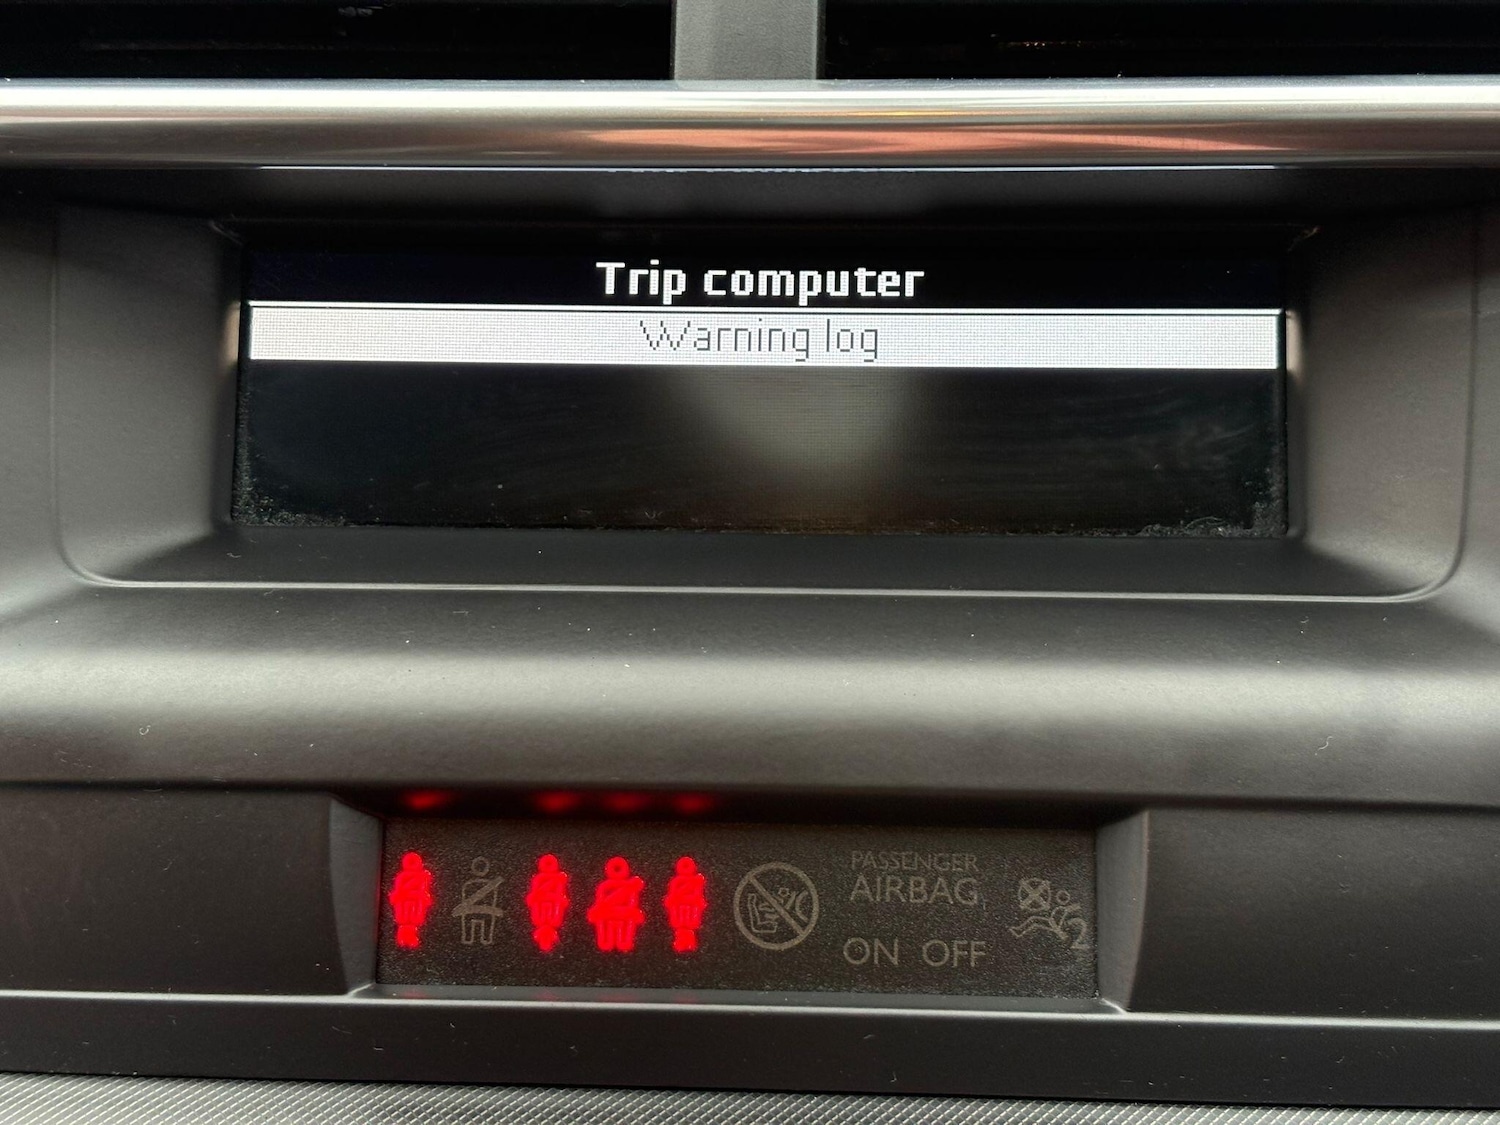 Trip computer
Warning log
PASSENGER
AIRBAG
ON OFF
2